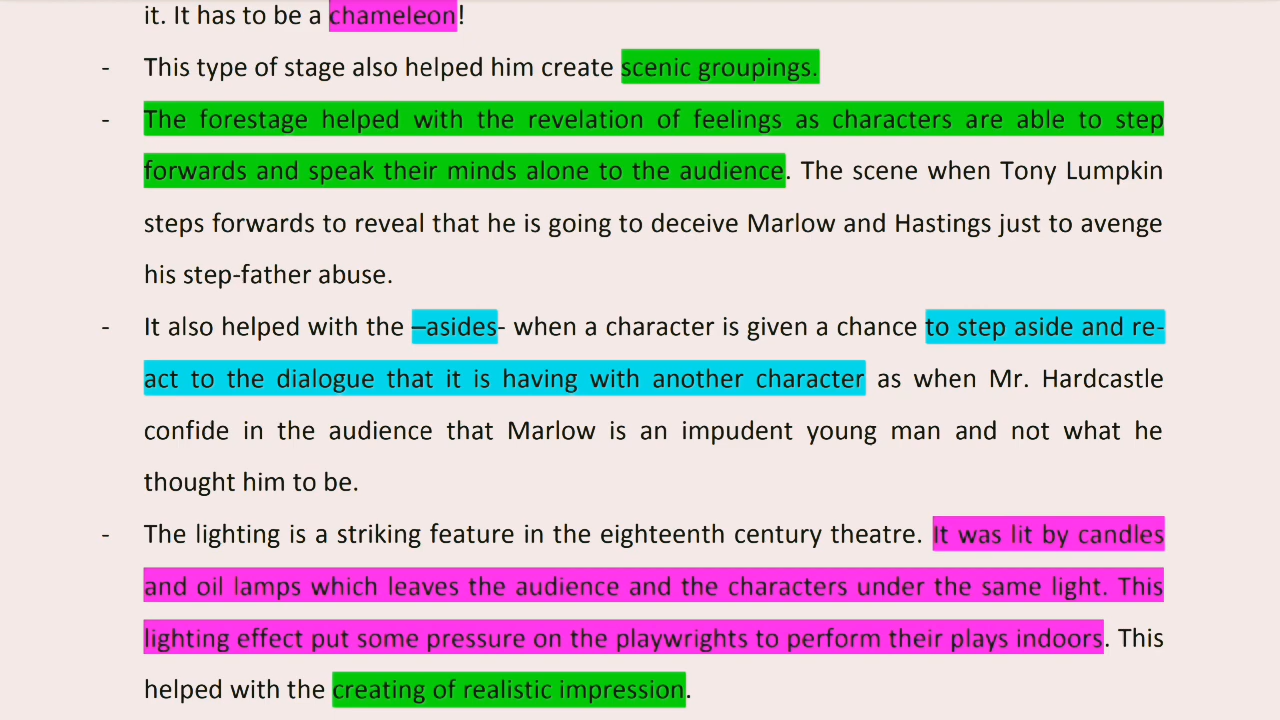 it. It has to be a chameleon!
- This type of stage also helped him create scenic groupings.
- The forestage helped with the revelation of feelings as characters are able to step
forwards and speak their minds alone to the audience. The scene when Tony Lumpkin
steps forwards to reveal that he is going to deceive Marlow and Hastings just to avenge
his step-father abuse.
- It also helped with the –asides- when a character is given a chance to step aside and re-
act to the dialogue that it is having with another character as when Mr. Hardcastle
confide in the audience that Marlow is an impudent young man and not what he
thought him to be.
- The lighting is a striking feature in the eighteenth century theatre. It was lit by candles
and oil lamps which leaves the audience and the characters under the same light. This
lighting effect put some pressure on the playwrights to perform their plays indoors. This
helped with the creating of realistic impression.